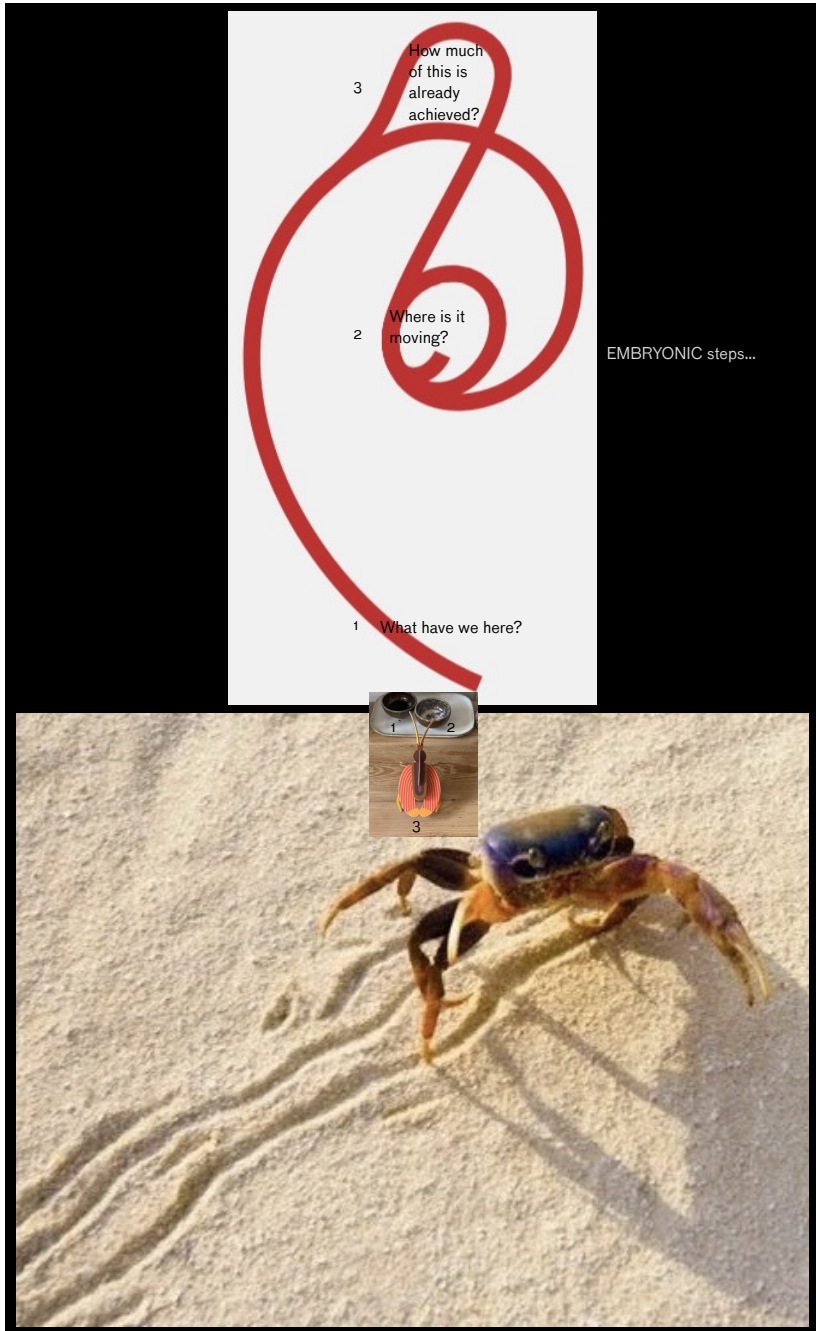 How much
of this is
3
already
achieved?
Where is it
2
moving?
EMBRYONIC steps...
1 What have we here?
1 2
3